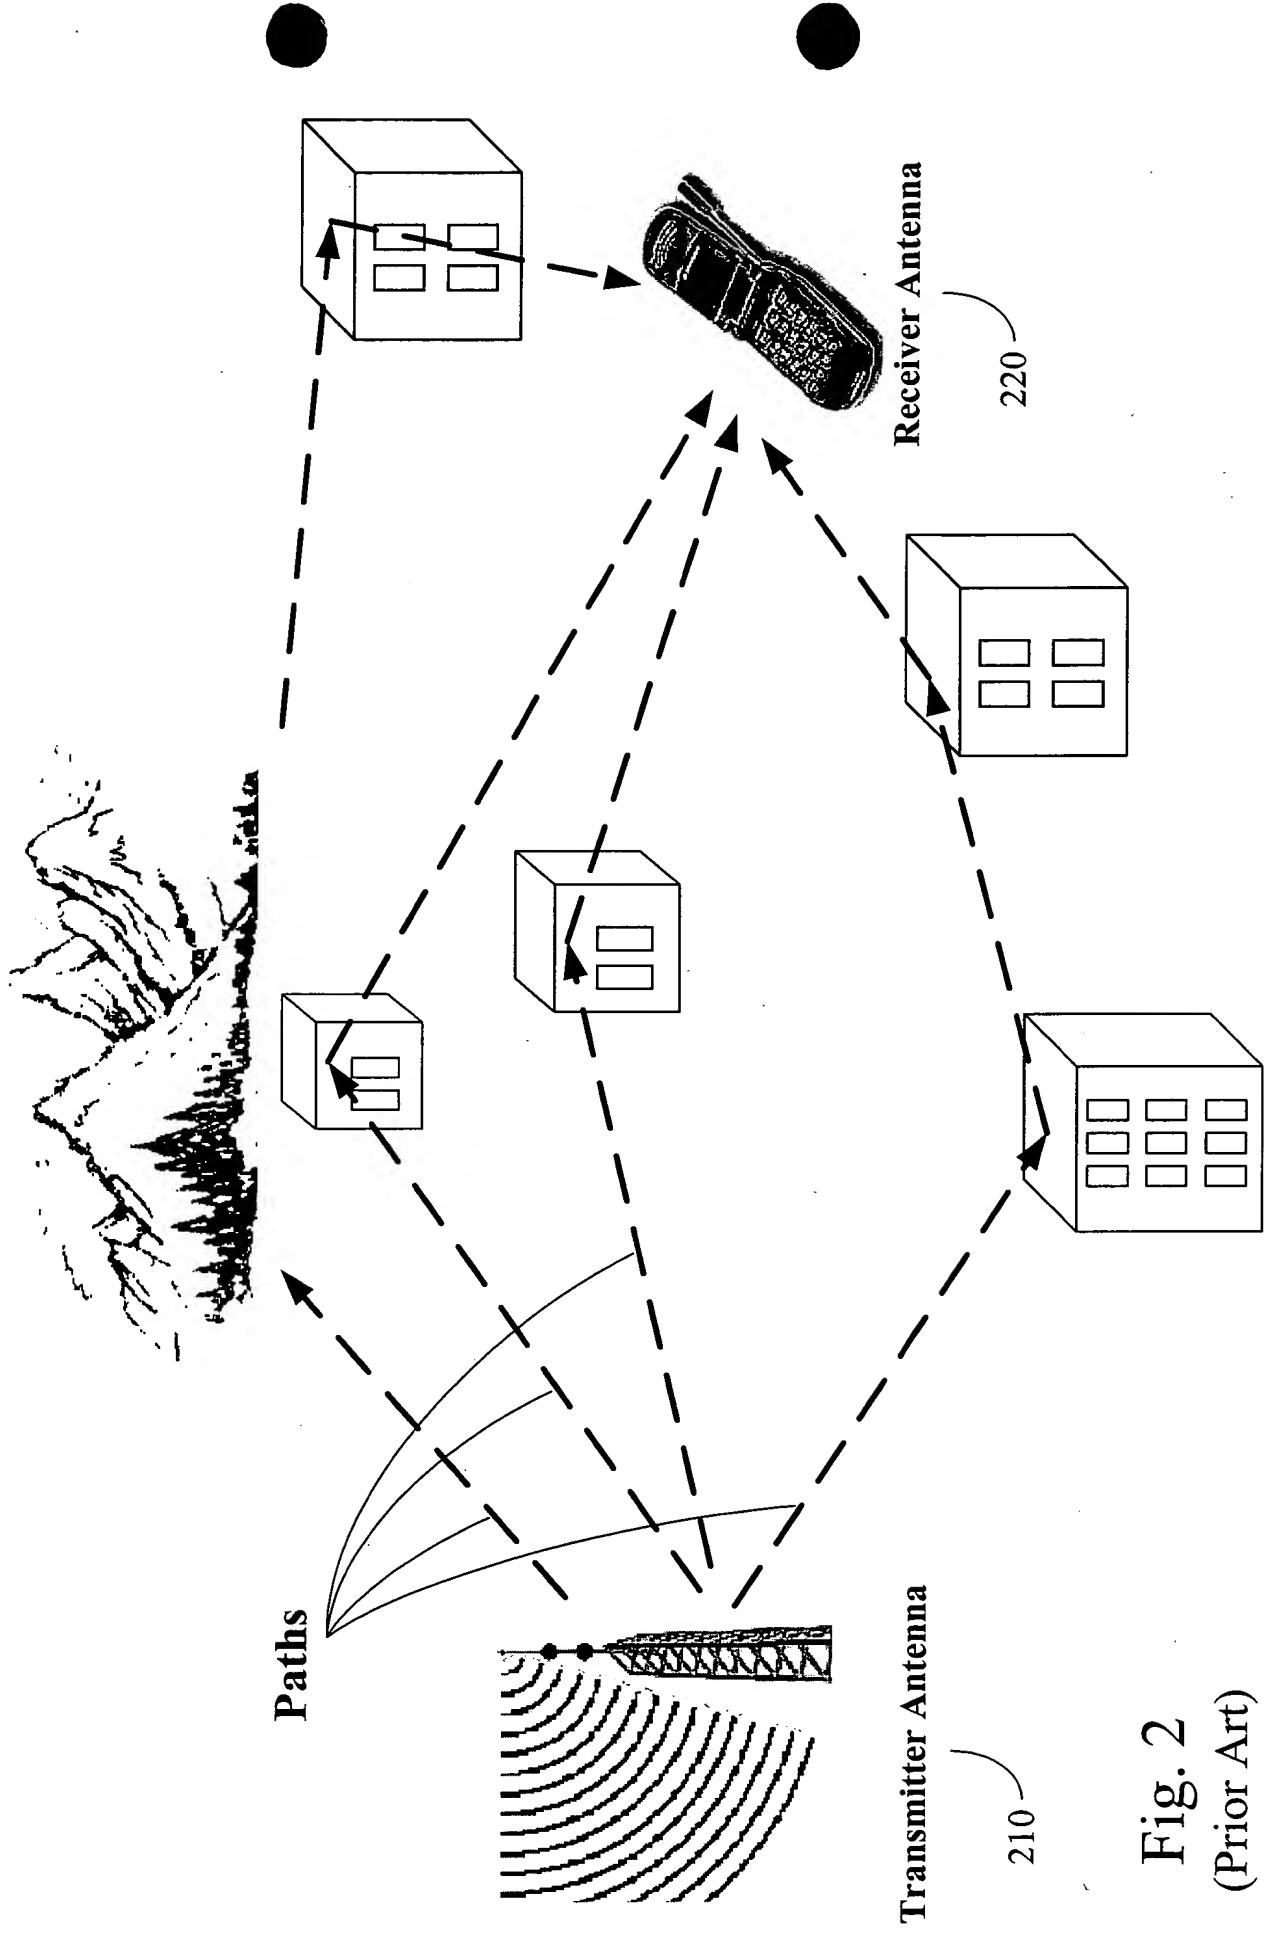 Paths
Transmitter Antenna
210
Receiver Antenna
220
Fig. 2
(Prior Art)